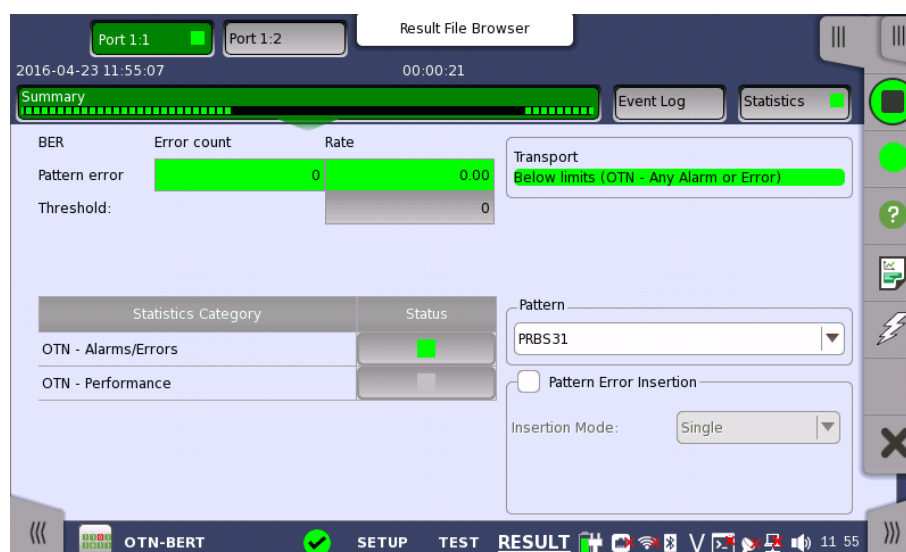 Result File Browser
Port 1:1
Port 1:2
2016-04-23 11:55:07
00:00:21
Summary
Event Log
Statistics
BER
Error count
Rate
Pattern error
0
0.00
Threshold:
0
Transport
Below limits (OTN - Any Alarm or Error)
Statistics Category
Status
OTN - Alarms/Errors
OTN - Performance
Pattern
PRBS31
Pattern Error Insertion
Insertion Mode:
Single
OTN-BERT
SETUP
TEST
RESULT
11 55